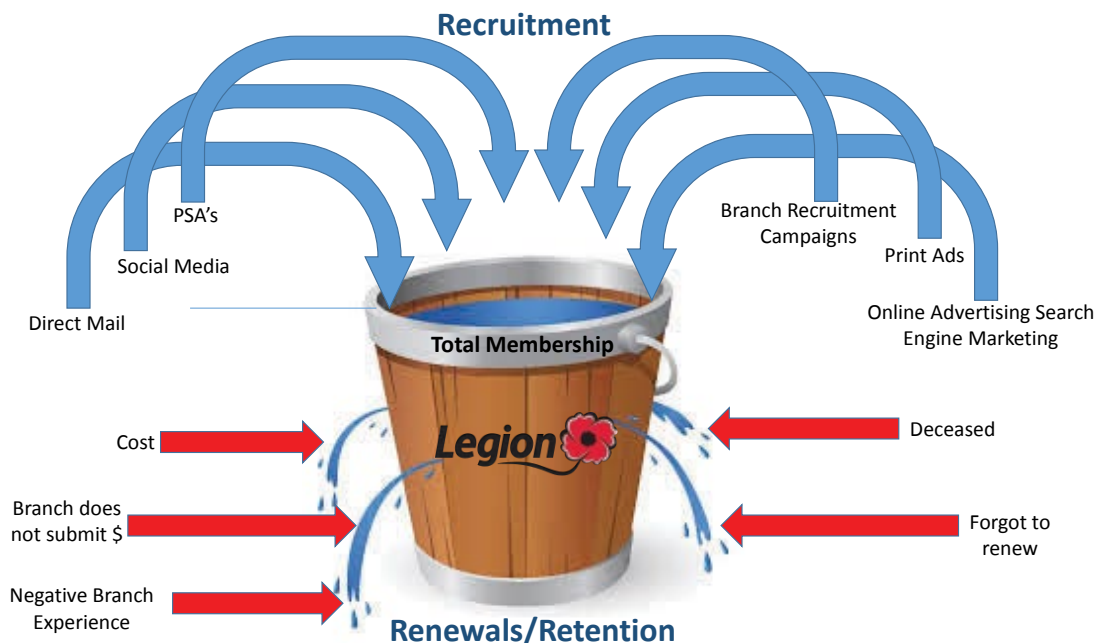 Recruitment
PSA's
Social Media
Direct Mail
Branch Recruitment
Campaigns
Print Ads
Online Advertising Search
Engine Marketing
Total Membership
Legion
Cost
Deceased
Branch does
not submit $
Forgot to
renew
Negative Branch
Experience
Renewals/Retention